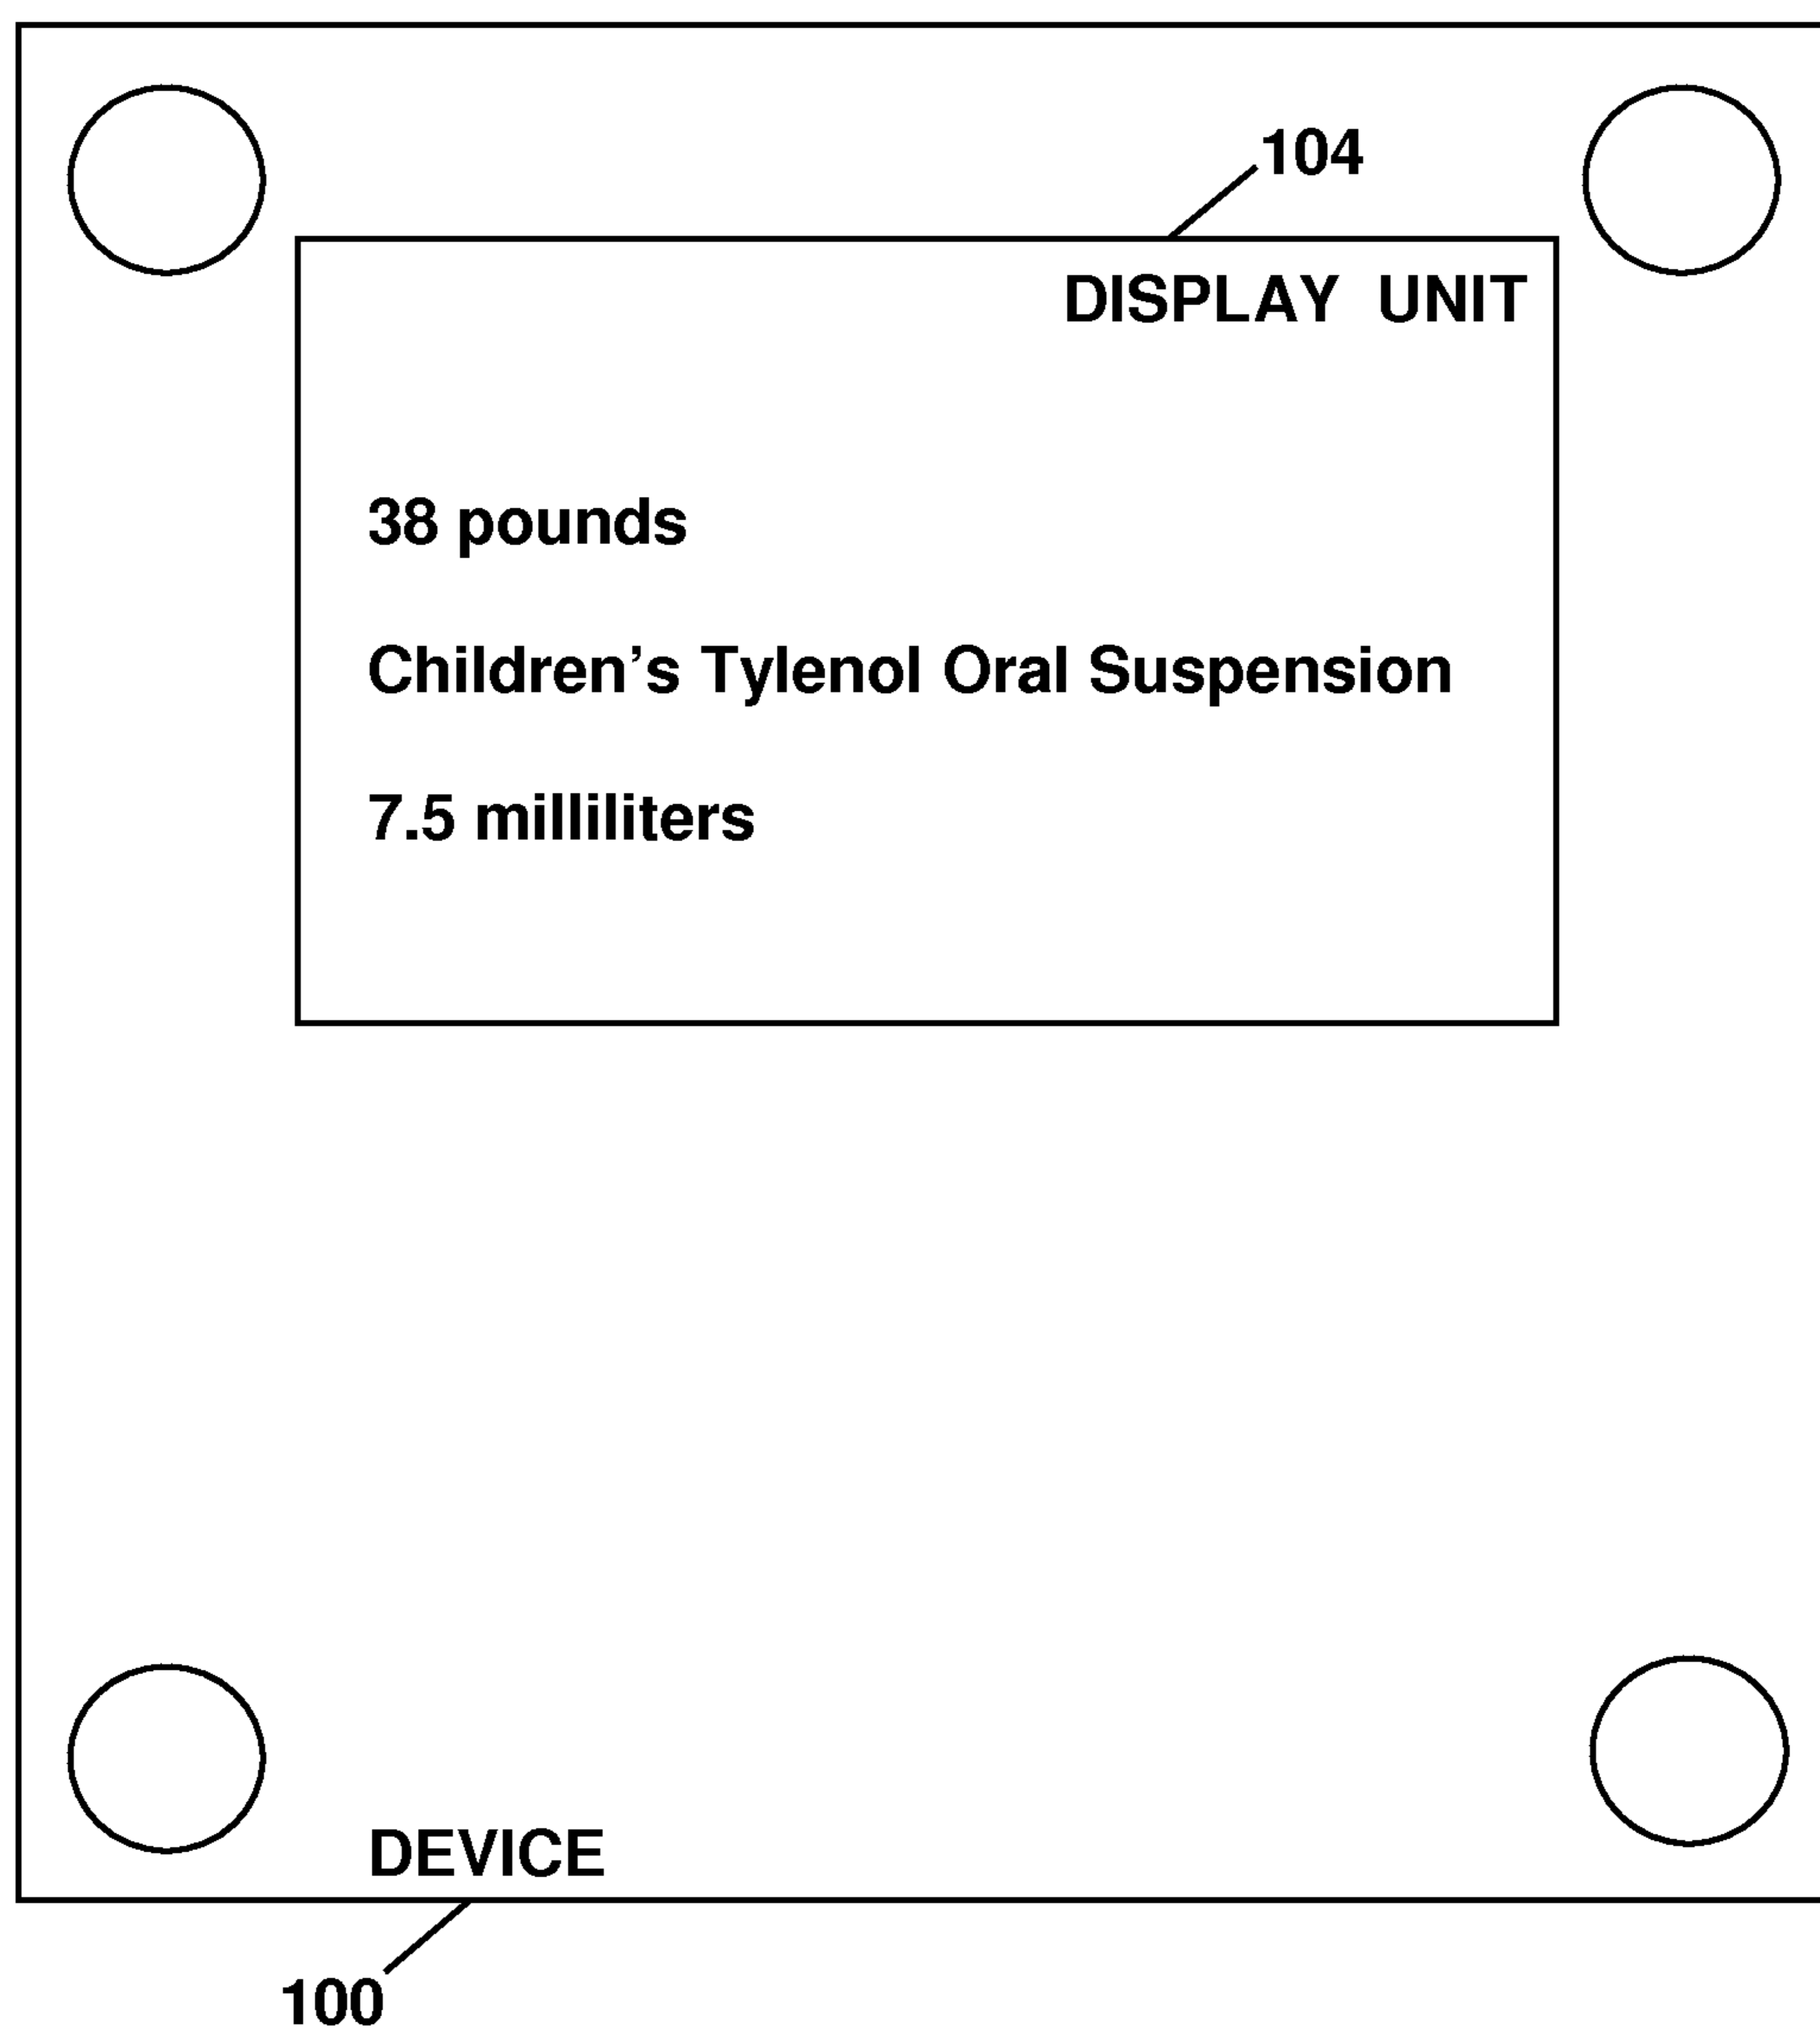 104
DISPLAY UNIT
38 pounds
Children's Tylenol Oral Suspension
7.5 milliliters
DEVICE
100